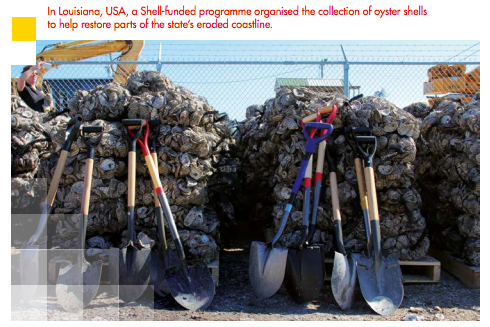 In Louisiana, USA, a Shell-funded programme organised the collection of oyster shells
to help restore parts of the state's eroded coastline.